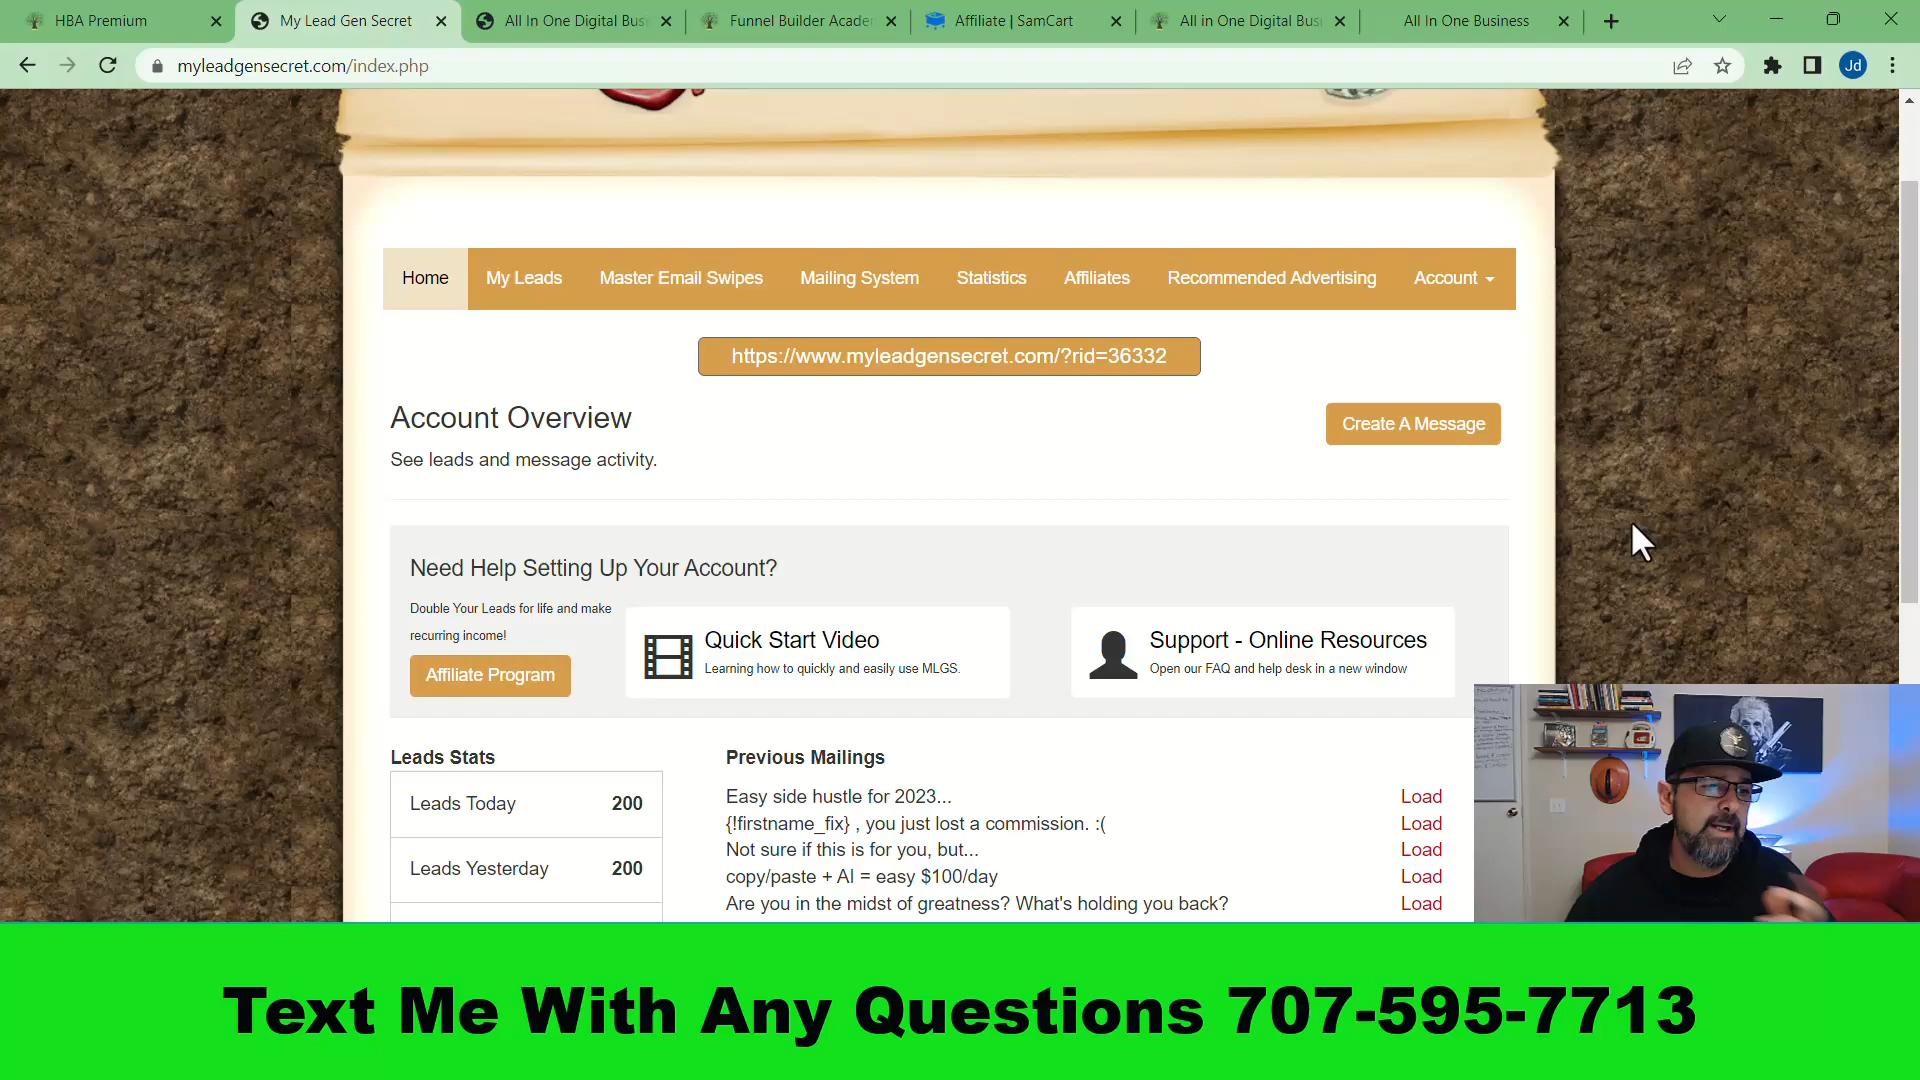 HBA Premium
My Lead Gen Secret
All In One Digital Bus
Funnel Builder Acade
Affiliate | SamCart
All in One Digital Bus
All In One Business
myleadgensecret.com/index.php
Jd
Home
My Leads
Master Email Swipes
Mailing System
Statistics
Affiliates
Recommended Advertising
Account
https://www.myleadgensecret.com/?rid=36332
Account Overview
Create A Message
See leads and message activity.
Need Help Setting Up Your Account?
Double Your Leads for life and make
recurring income!
Affiliate Program
Quick Start Video
Learning how to quickly and easily use MLGS.
Support - Online Resources
Open our FAQ and help desk in a new window
Leads Stats
Leads Today 200
Leads Yesterday 200
Previous Mailings
Easy side hustle for 2023... Load
{!firstname_fix} , you just lost a commission. :( Load
Not sure if this is for you, but... Load
copy/paste + AI = easy $100/day Load
Are you in the midst of greatness? What's holding you back? Load
Text Me With Any Questions 707-595-7713